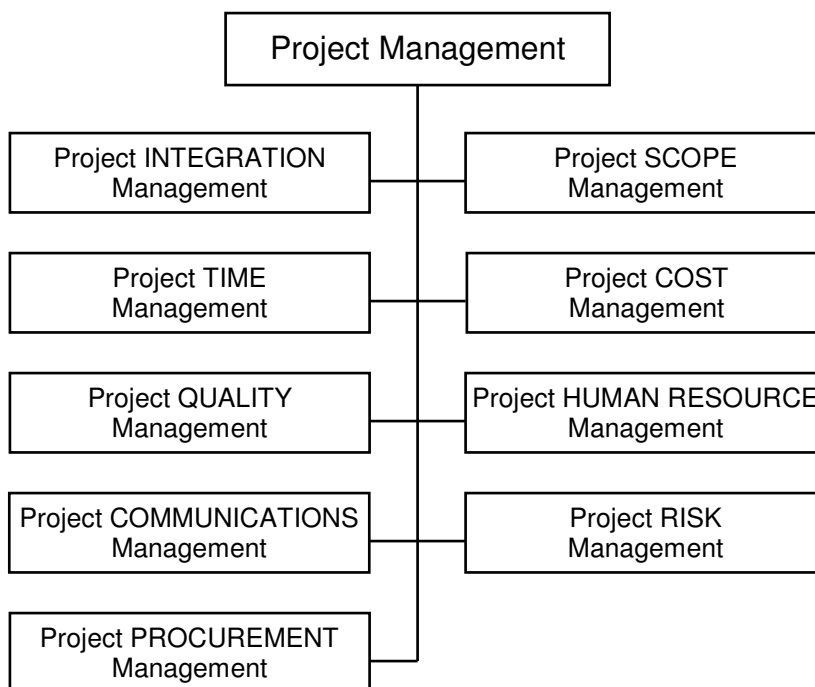 Project Management
Project INTEGRATION
Management
Project SCOPE
Management
Project TIME
Management
Project COST
Management
Project QUALITY
Management
Project HUMAN RESOURCE
Management
Project COMMUNICATIONS
Management
Project RISK
Management
Project PROCUREMENT
Management